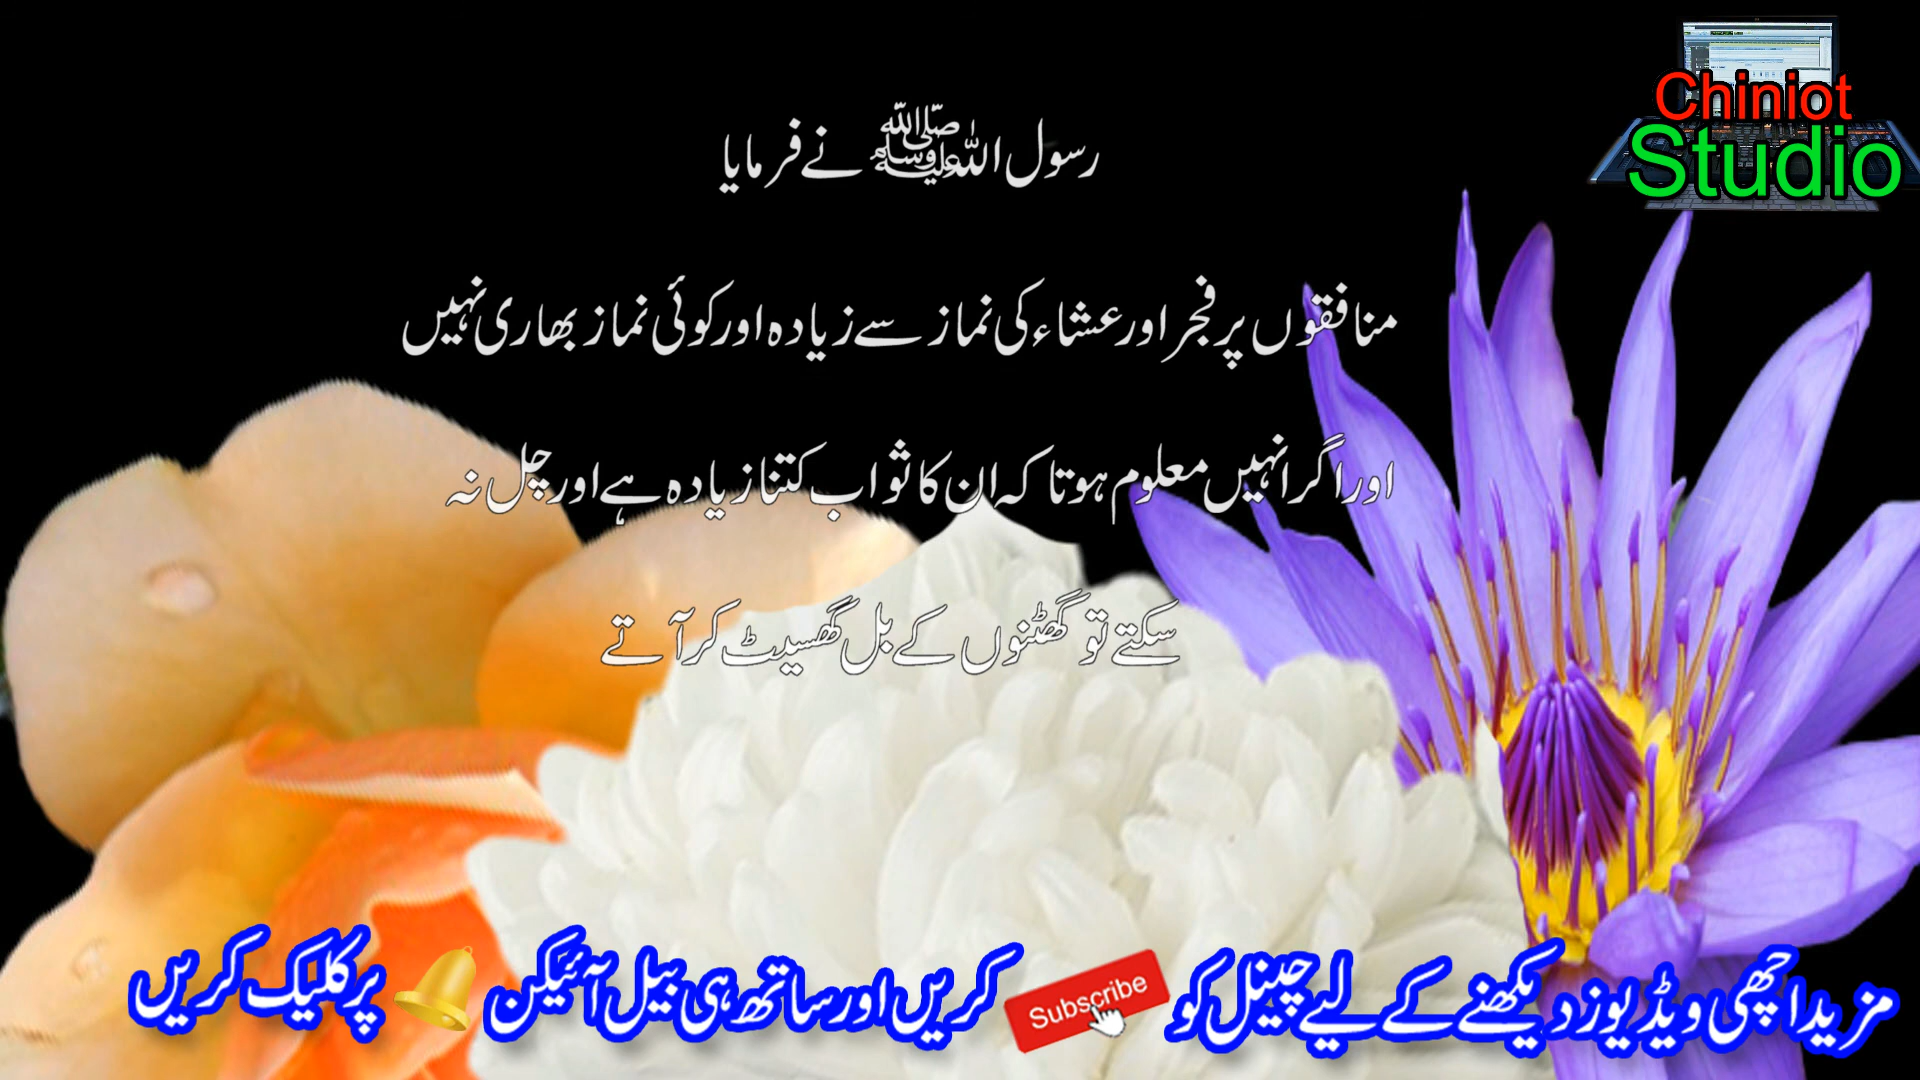 Chiniot
Studio
رسول اللہ ﷺ نے فرمایا
منافقوں پر فجر اور عشاء کی نماز سے زیادہ اور کوئی نماز بھاری نہیں
اور اگر انہیں معلوم ہوتا کہ ان کا ثواب کتنا زیادہ ہے اور چل نہ
سکتے تو گھٹنوں کے بل گھسیٹ کر آتے
مزید اچھی ویڈیوز دیکھنے کے لیے چینل کو Subscribe کریں اور ساتھ ہی بیل آئیکن پر کلیک کریں